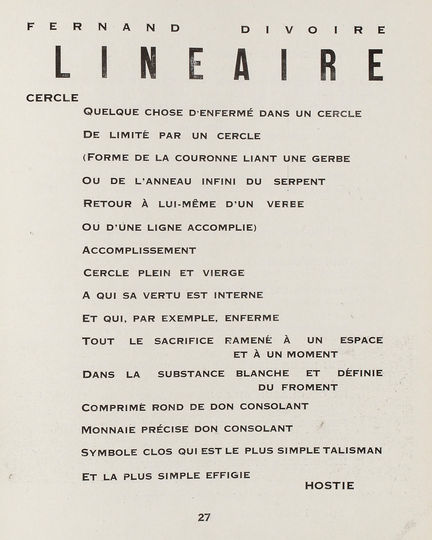 FERNAND DIVOIRE
LINEAIRE
CERCLE
QUELQUE CHOSE D'ENFERMÉ DANS UN CERCLE
DE LIMITÉ PAR UN CERCLE
(FORME DE LA COURONNE LIANT UNE GERBE
OU DE L'ANNEAU INFINI DU SERPENT
RETOUR À LUI-MÊME D'UN VERBE
OU D'UNE LIGNE ACCOMPLIE)
ACCOMPLISSEMENT
CERCLE PLEIN ET VIERGE
A QUI SA VERTU EST INTERNE
ET QUI, PAR EXEMPLE, ENFERME
TOUT LE SACRIFICE RAMENÉ À UN ESPACE
ET À UN MOMENT
DANS LA SUBSTANCE BLANCHE ET DÉFINIE
DU FROMENT
COMPRIMÉ ROND DE DON CONSOLANT
MONNAIE PRÉCISE DON CONSOLANT
SYMBOLE CLOS QUI EST LE PLUS SIMPLE TALISMAN
ET LA PLUS SIMPLE EFFIGIE
HOSTIE
27